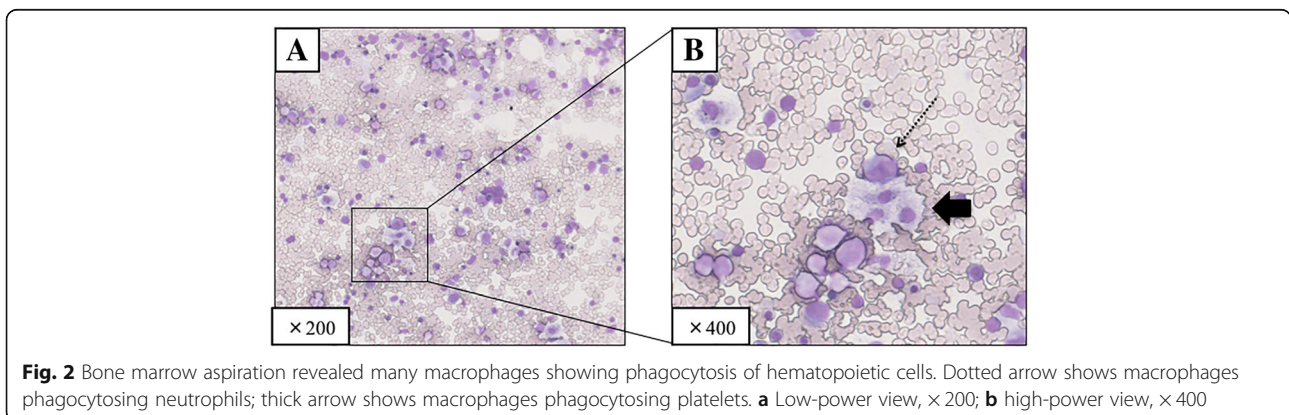 A
B
× 200
× 400
Fig. 2 Bone marrow aspiration revealed many macrophages showing phagocytosis of hematopoietic cells. Dotted arrow shows macrophages
phagocytosing neutrophils; thick arrow shows macrophages phagocytosing platelets. a Low-power view, × 200; b high-power view, × 400